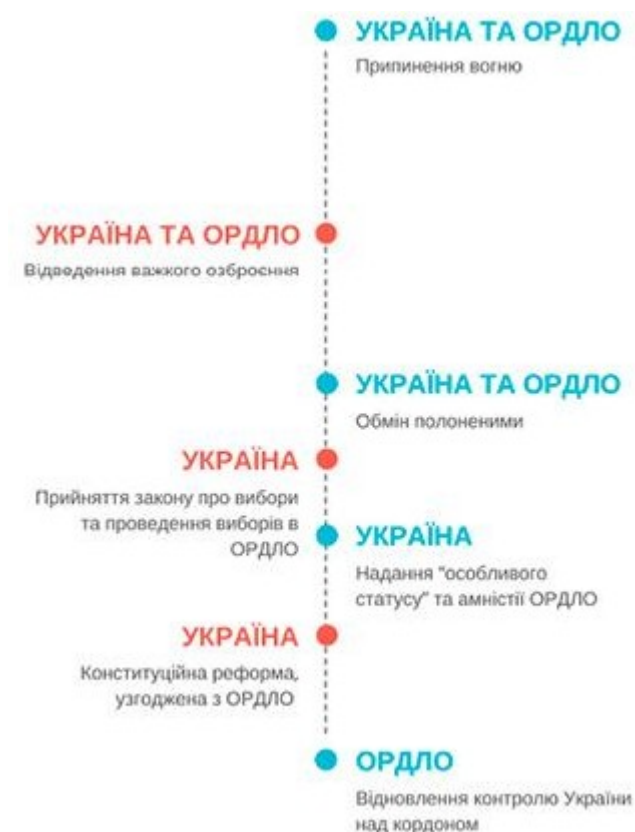 УКРАЇНА ТА ОРДЛО
Припинення вогню
УКРАЇНА ТА ОРДЛО
Відведення важкого озброєння
УКРАЇНА ТА ОРДЛО
Обмін полоненими
УКРАЇНА
Прийняття закону про вибори
та проведення виборів в
ОРДЛО
УКРАЇНА
Надання "особливого
статусу" та амністії ОРДЛО
УКРАЇНА
Конституційна реформа,
узгоджена з ОРДЛО
ОРДЛО
Відновлення контролю України
над кордоном